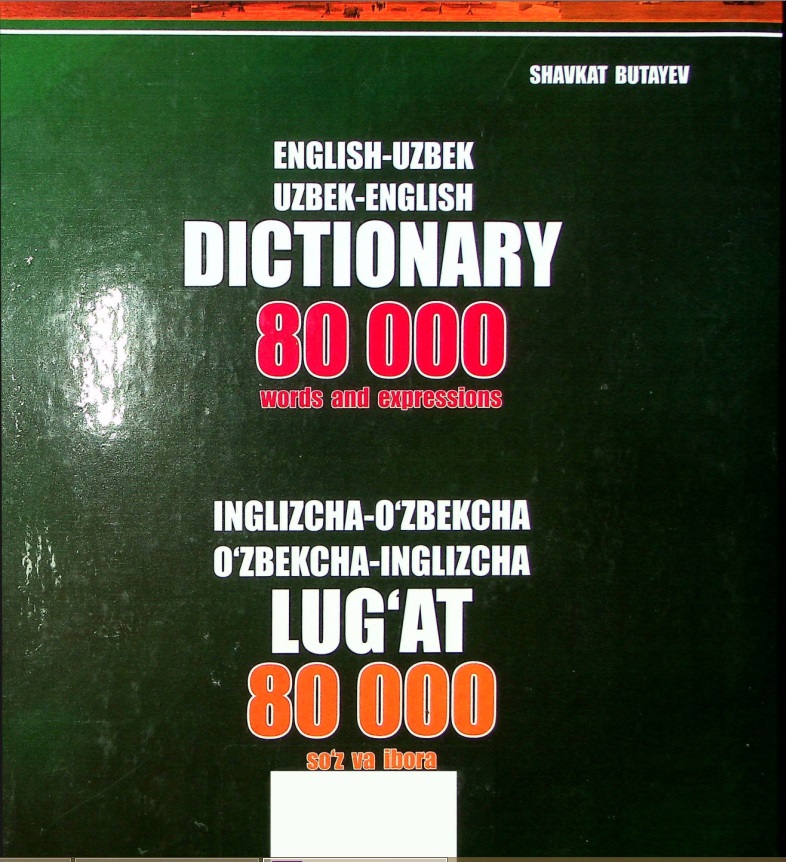 SHAVKAT BUTAYEV
ENGLISH-UZBEK
UZBEK-ENGLISH
DICTIONARY
80 000
words and expressions
INGLIZCHA-O‘ZBEKCHA
O‘ZBEKCHA-INGLIZCHA
LUG‘AT
80 000
so‘z va ibora